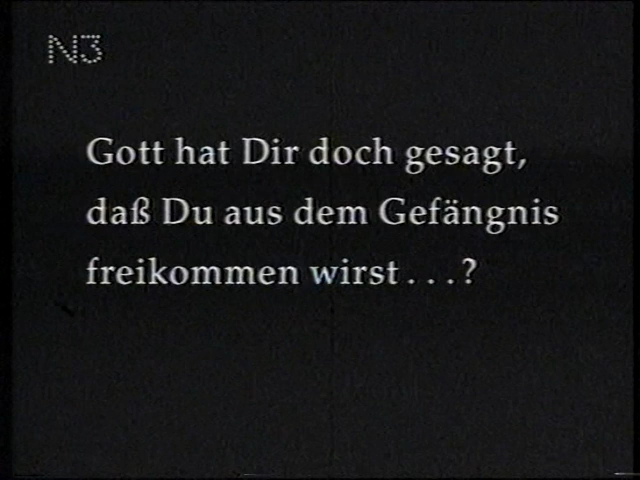 N3
Gott hat Dir doch gesagt,
daß Du aus dem Gefängnis
freikommen wirst . . . ?